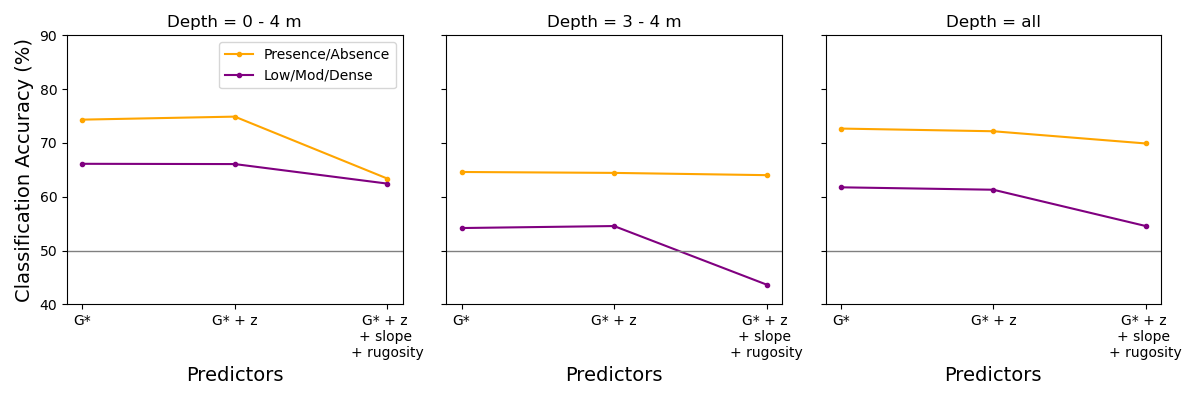 Depth = 0 - 4 m
Depth = 3 - 4 m
Depth = all
Classification Accuracy (%)
90
80
70
60
50
40
Presence/Absence
Low/Mod/Dense
G*
G* + z
G* + z
+ slope
+ rugosity
G*
G* + z
G* + z
+ slope
+ rugosity
G*
G* + z
G* + z
+ slope
+ rugosity
Predictors
Predictors
Predictors